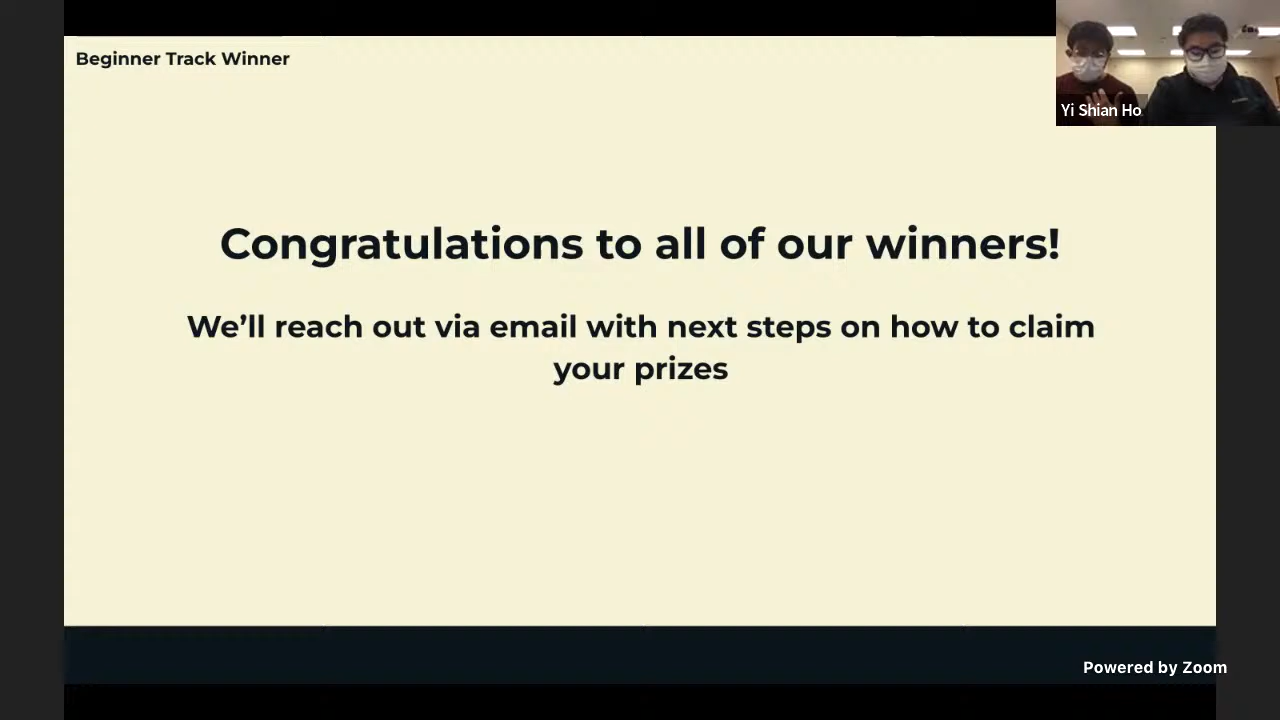 Beginner Track Winner
Yi Shian Ho
Congratulations to all of our winners!
We’ll reach out via email with next steps on how to claim
your prizes
Powered by Zoom